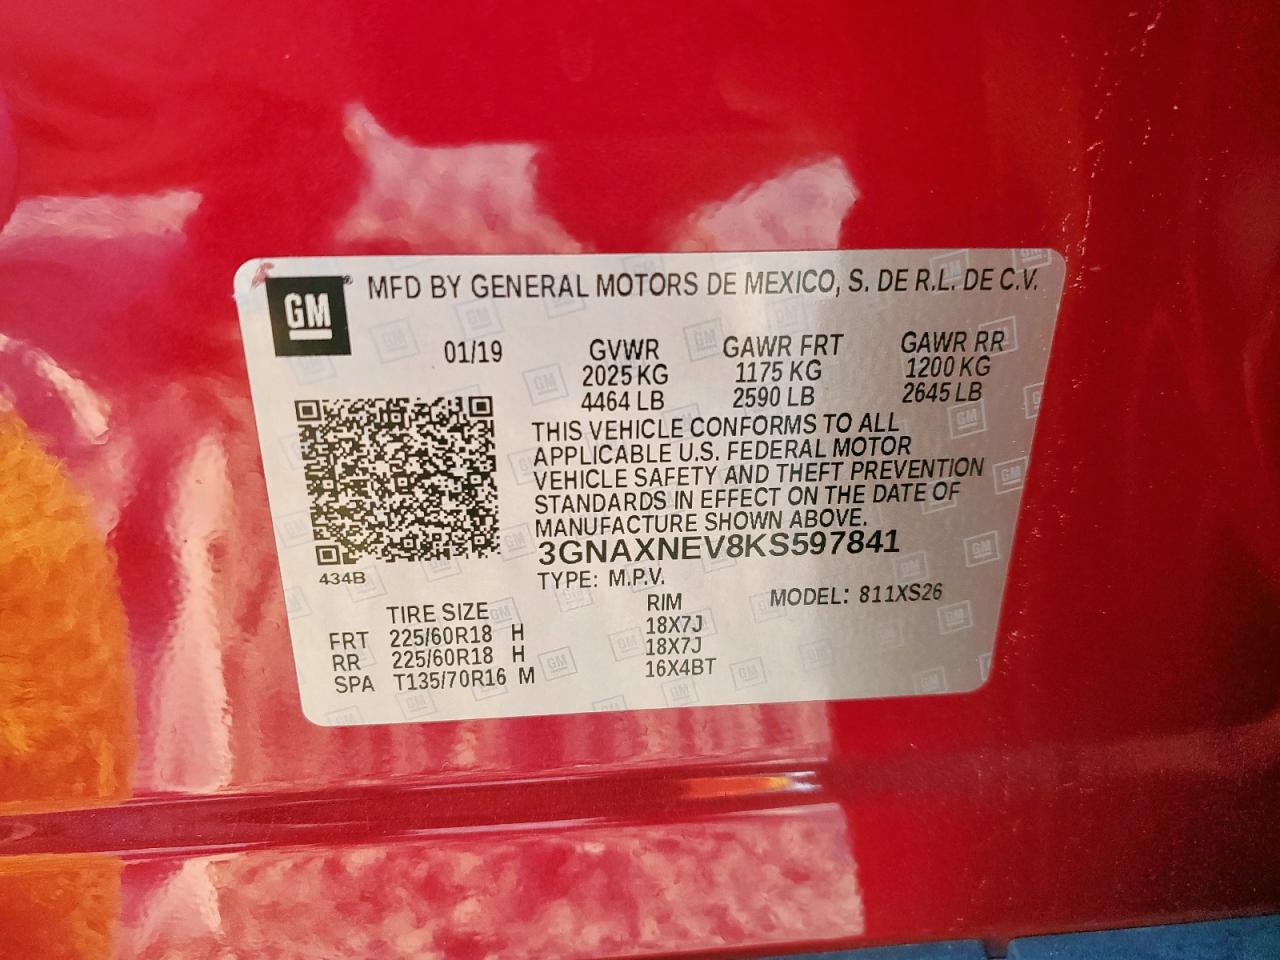 GM
MFD BY GENERAL MOTORS DE MEXICO, S. DE R.L. DE C.V.
01/19 GVWR GAWR FRT GAWR RR
2025 KG 1175 KG 1200 KG
4464 LB 2590 LB 2645 LB
THIS VEHICLE CONFORMS TO ALL
APPLICABLE U.S. FEDERAL MOTOR
VEHICLE SAFETY AND THEFT PREVENTION
STANDARDS IN EFFECT ON THE DATE OF
MANUFACTURE SHOWN ABOVE.
3GNAXNEV8KS597841
434B
TYPE: M.P.V.
MODEL: 811XS26
TIRE SIZE RIM
FRT 225/60R18 H 18X7J
RR 225/60R18 H 18X7J
SPA T135/70R16 M 16X4BT